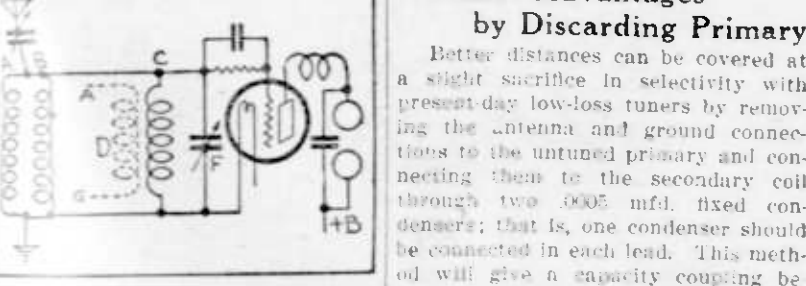 by Discarding Primary
Better distances can be covered at
a slight sacrifice in selectivity with
present-day low-loss tuners by remov-
ing the antenna and ground connec-
tions to the untuned primary and con-
necting them to the secondary coil
through two .0005 mfd. fixed con-
densers; that is, one condenser should
be connected in each lead. This meth-
od will give a capacity coupling be-
A
B
C
A
D
G
F
+B